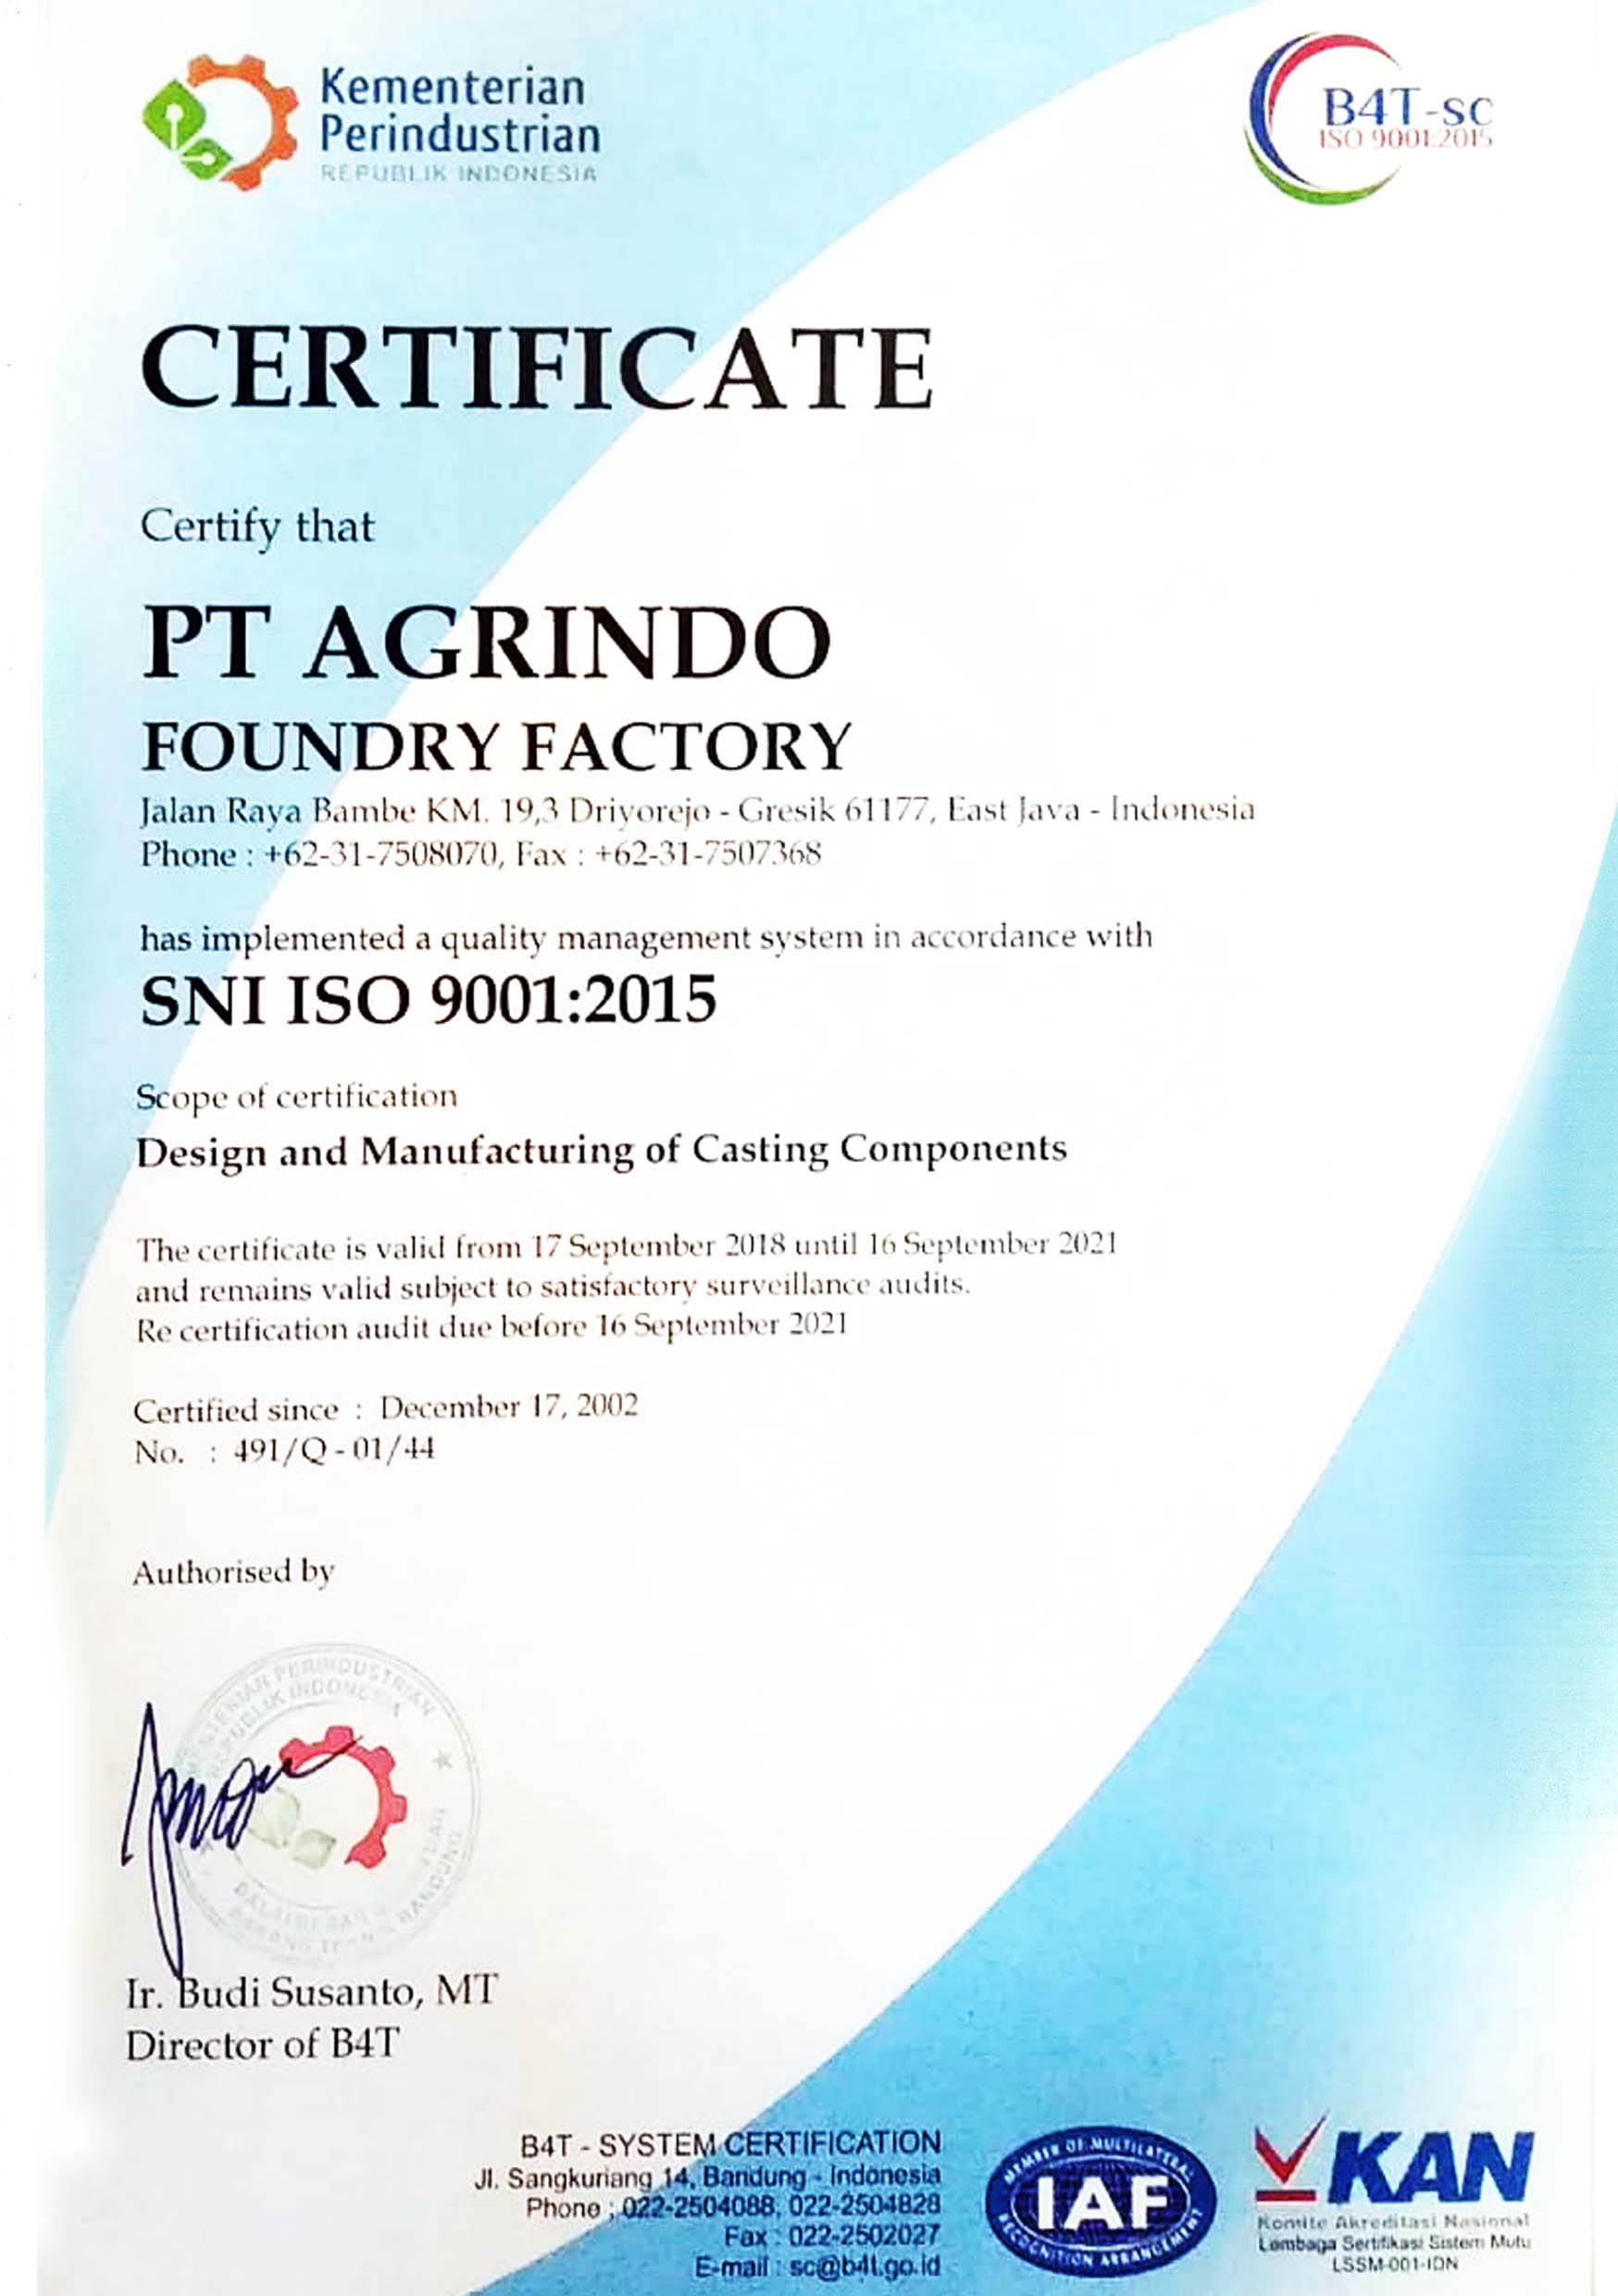 Kementerian
Perindustrian
REPUBLIK INDONESIA
B4T-SC
ISO 9001:2015
CERTIFICATE
Certify that
PT AGRINDO
FOUNDRY FACTORY
Jalan Raya Bambe KM. 19,3 Driyorejo - Gresik 61177, East Java - Indonesia
Phone : +62-31-7508070, Fax : +62-31-7507368
has implemented a quality management system in accordance with
SNI ISO 9001:2015
Scope of certification
Design and Manufacturing of Casting Components
The certificate is valid from 17 September 2018 until 16 September 2021
and remains valid subject to satisfactory surveillance audits.
Re certification audit due before 16 September 2021
Certified since : December 17, 2002
No. : 491/Q - 01/44
Authorised by
PERINDUSTRIAN
REPUBLIK INDONESIA
BANDUNG
Ir. Budi Susanto, MT
Director of B4T
B4T - SYSTEM CERTIFICATION
Jl. Sangkuriang 14, Bandung - Indonesia
Phone : 022-2504088, 022-2504828
Fax : 022-2502027
E-mail : sc@b4t.go.id
MEMBER OF MULTILATERAL
IAF
RECOGNITION ARRANGEMENT
KAN
Komite Akreditasi Nasional
Lembaga Sertifikasi Sistem Mutu
LSSM-001-IDN